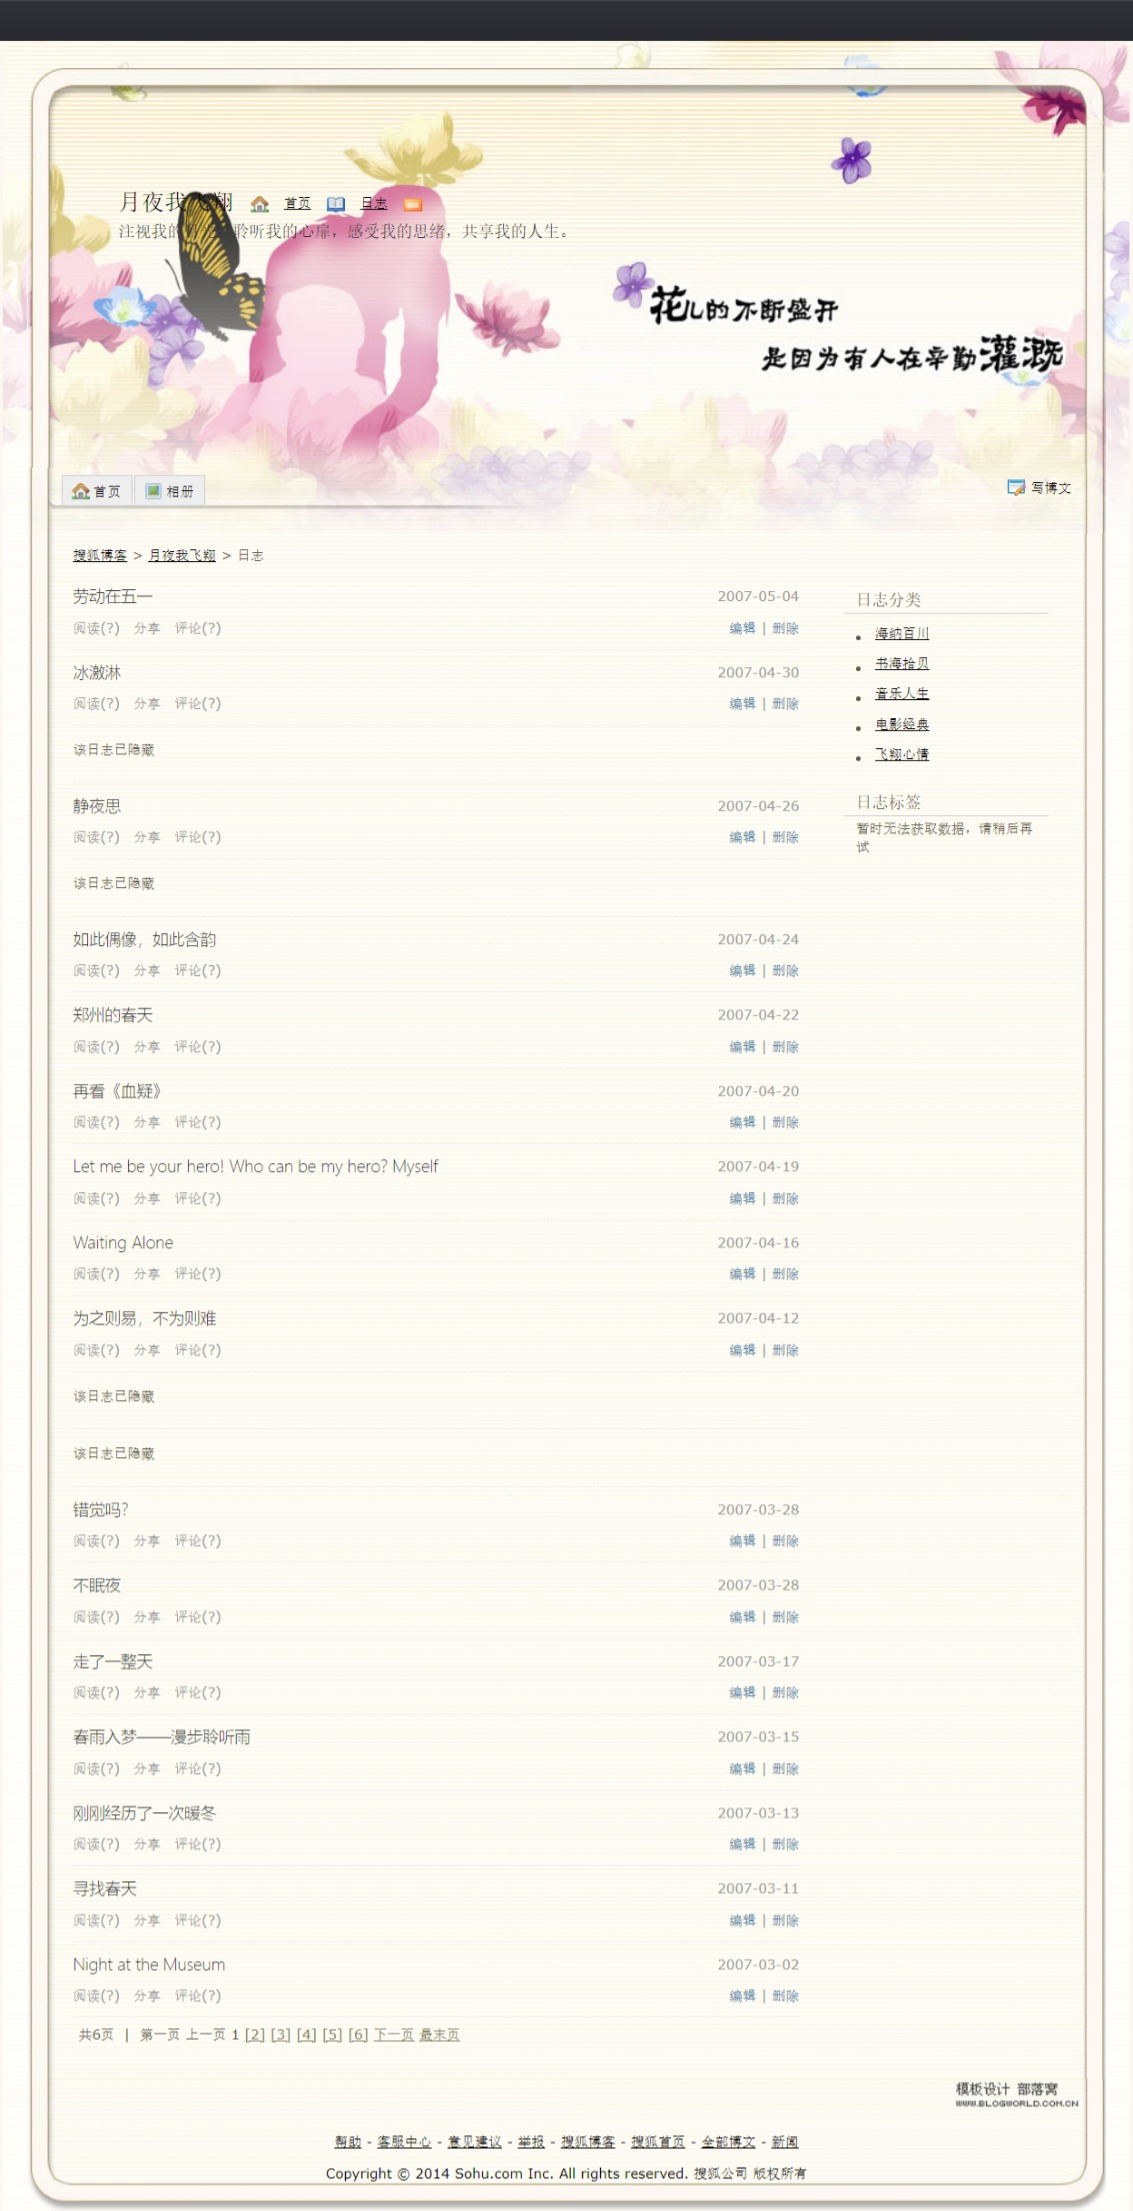 月夜我飞翔 首页 日志
注视我的 聆听我的心扉，感受我的思绪，共享我的人生。
花儿的不断盛开
是因为有人在辛勤灌溉
首页 相册 写博文
搜狐博客 > 月夜我飞翔 > 日志
劳动在五一 2007-05-04
阅读(?) 分享 评论(?) 编辑 | 删除
冰激淋 2007-04-30
阅读(?) 分享 评论(?) 编辑 | 删除
该日志已隐藏
静夜思 2007-04-26
阅读(?) 分享 评论(?) 编辑 | 删除
该日志已隐藏
如此偶像，如此含韵 2007-04-24
阅读(?) 分享 评论(?) 编辑 | 删除
郑州的春天 2007-04-22
阅读(?) 分享 评论(?) 编辑 | 删除
再看《血疑》 2007-04-20
阅读(?) 分享 评论(?) 编辑 | 删除
Let me be your hero! Who can be my hero? Myself 2007-04-19
阅读(?) 分享 评论(?) 编辑 | 删除
Waiting Alone 2007-04-16
阅读(?) 分享 评论(?) 编辑 | 删除
为之则易，不为则难 2007-04-12
阅读(?) 分享 评论(?) 编辑 | 删除
该日志已隐藏
该日志已隐藏
错觉吗？ 2007-03-28
阅读(?) 分享 评论(?) 编辑 | 删除
不眠夜 2007-03-28
阅读(?) 分享 评论(?) 编辑 | 删除
走了一整天 2007-03-17
阅读(?) 分享 评论(?) 编辑 | 删除
春雨入梦——漫步聆听雨 2007-03-15
阅读(?) 分享 评论(?) 编辑 | 删除
刚刚经历了一次暖冬 2007-03-13
阅读(?) 分享 评论(?) 编辑 | 删除
寻找春天 2007-03-11
阅读(?) 分享 评论(?) 编辑 | 删除
Night at the Museum 2007-03-02
阅读(?) 分享 评论(?) 编辑 | 删除
共6页 | 第一页 上一页 1 [2] [3] [4] [5] [6] 下一页 最末页
日志分类
海纳百川
书海拾贝
音乐人生
电影经典
飞翔心情
日志标签
暂时无法获取数据，请稍后再
试
模板设计 部落窝
WWW.BLOGWORLD.COM.CN
帮助 - 客服中心 - 意见建议 - 举报 - 搜狐博客 - 搜狐首页 - 全部博文 - 新闻
Copyright © 2014 Sohu.com Inc. All rights reserved. 搜狐公司 版权所有